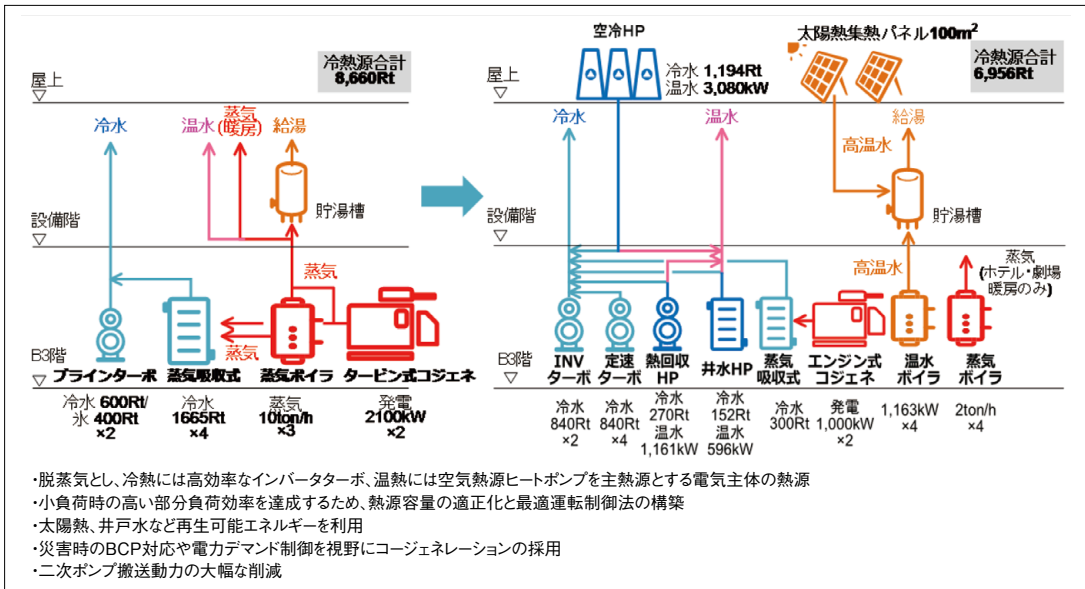 冷熱源合計
8,660Rt
屋上
▽
冷水
温水
蒸気
(暖房)
給湯
貯湯槽
設備階
▽
蒸気
蒸気
蒸気
B3階
▽
ブラインターボ
蒸気吸収式
蒸気ボイラ
タービン式コジェネ
冷水 600Rt/
氷 400Rt
×2
冷水
1665Rt
×4
蒸気
10ton/h
×3
発電
2100kW
×2
空冷HP
冷水 1,194Rt
温水 3,080kW
太陽熱集熱パネル100m²
冷熱源合計
6,956Rt
屋上
▽
冷水
温水
高温水
給湯
貯湯槽
設備階
▽
高温水
蒸気
(ホテル・劇場
暖房のみ)
B3階
▽
INV
ターボ
定速
ターボ
熱回収
HP
井水HP
蒸気
吸収式
エンジン式
コジェネ
温水
ボイラ
蒸気
ボイラ
冷水
840Rt
×2
冷水
840Rt
×4
冷水
270Rt
温水
1,161kW
冷水
152Rt
温水
596kW
冷水
300Rt
発電
1,000kW
×2
1,163kW
×4
2ton/h
×4
・脱蒸気とし、冷熱には高効率なインバータターボ、温熱には空気熱源ヒートポンプを主熱源とする電気主体の熱源
・小負荷時の高い部分負荷効率を達成するため、熱源容量の適正化と最適運転制御法の構築
・太陽熱、井戸水など再生可能エネルギーを利用
・災害時のBCP対応や電力デマンド制御を視野にコージェネレーションの採用
・二次ポンプ搬送動力の大幅な削減